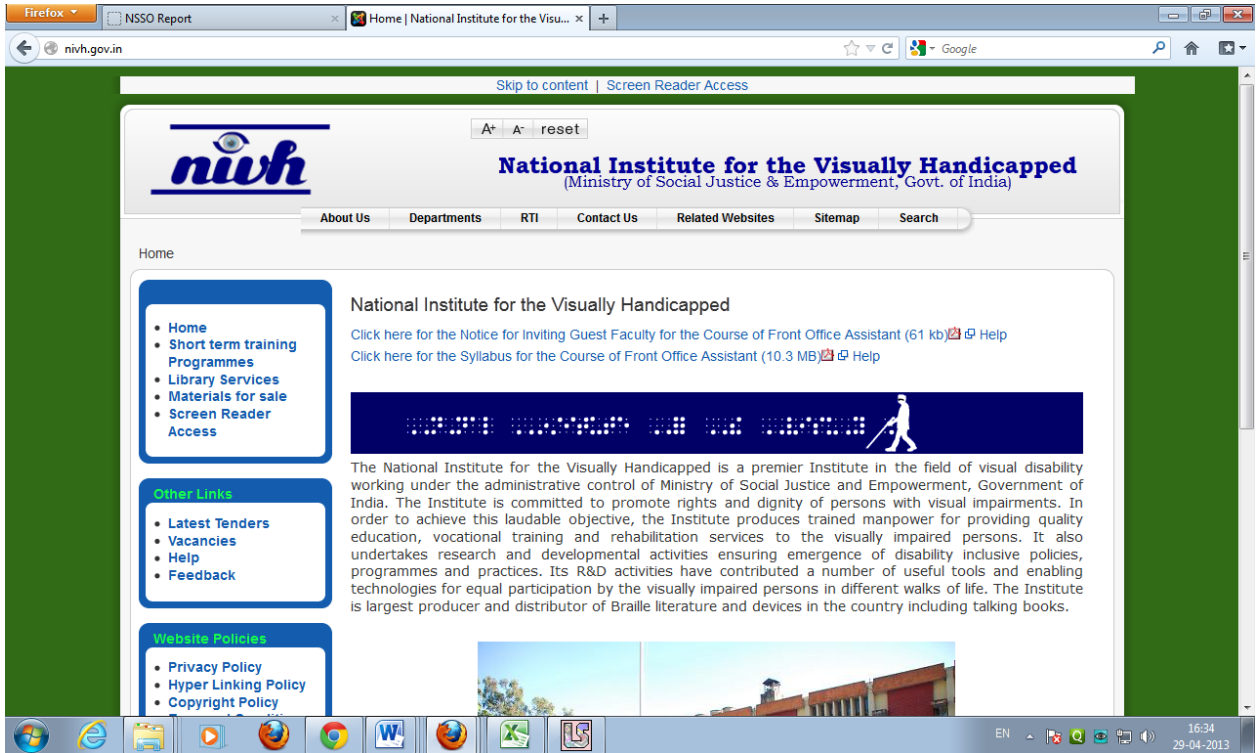 Firefox
NSSO Report
Home | National Institute for the Visu...
nivh.gov.in
Google
Skip to content | Screen Reader Access
A+ A- reset
nivh
National Institute for the Visually Handicapped
(Ministry of Social Justice & Empowerment, Govt. of India)
About Us Departments RTI Contact Us Related Websites Sitemap Search
Home
Home
Short term training
Programmes
Library Services
Materials for sale
Screen Reader
Access
Other Links
Latest Tenders
Vacancies
Help
Feedback
Website Policies
Privacy Policy
Hyper Linking Policy
Copyright Policy
National Institute for the Visually Handicapped
Click here for the Notice for Inviting Guest Faculty for the Course of Front Office Assistant (61 kb) Help
Click here for the Syllabus for the Course of Front Office Assistant (10.3 MB) Help
The National Institute for the Visually Handicapped is a premier Institute in the field of visual disability
working under the administrative control of Ministry of Social Justice and Empowerment, Government of
India. The Institute is committed to promote rights and dignity of persons with visual impairments. In
order to achieve this laudable objective, the Institute produces trained manpower for providing quality
education, vocational training and rehabilitation services to the visually impaired persons. It also
undertakes research and developmental activities ensuring emergence of disability inclusive policies,
programmes and practices. Its R&D activities have contributed a number of useful tools and enabling
technologies for equal participation by the visually impaired persons in different walks of life. The Institute
is largest producer and distributor of Braille literature and devices in the country including talking books.
EN
16:34
29-04-2013